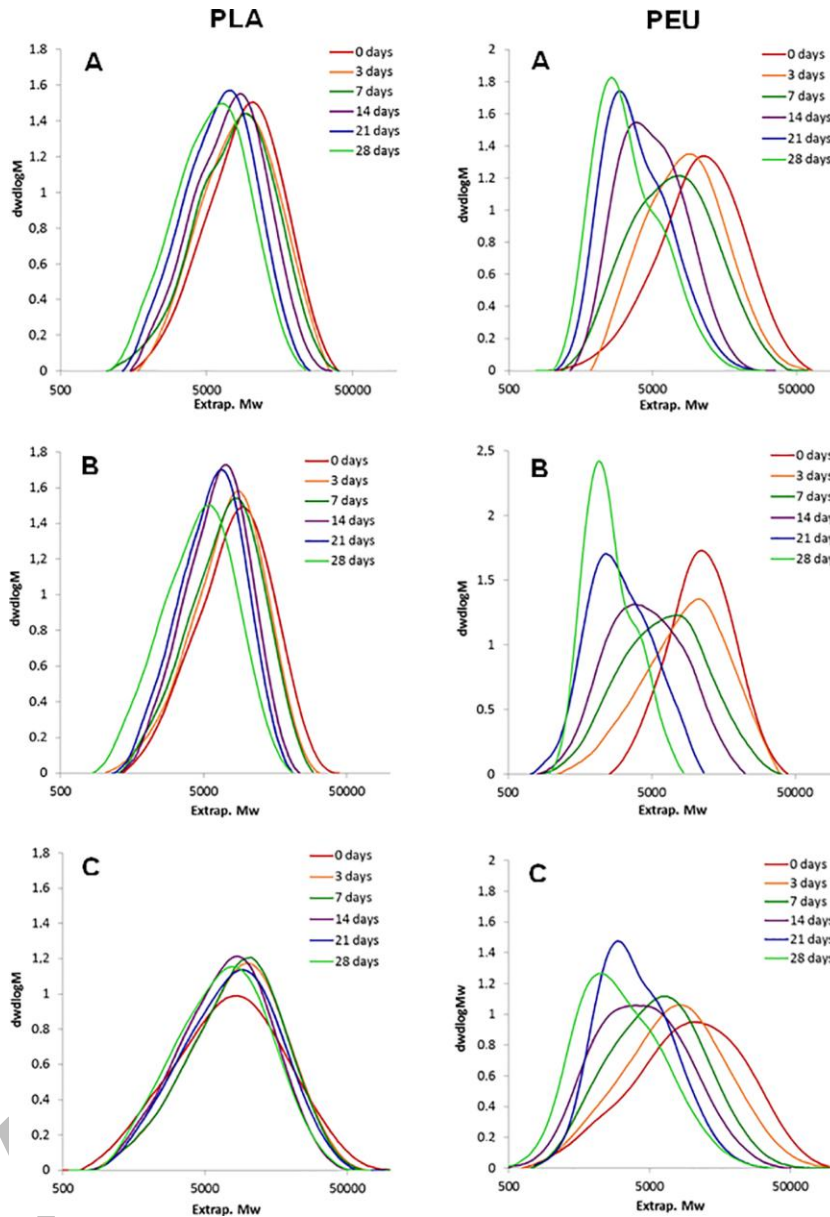 PLA
PEU
A
0 days
3 days
7 days
14 days
21 days
28 days
1.8
1.6
1.4
1.2
1
0.8
0.6
0.4
0.2
0
dwdlogM
500
5000
50000
Extrap. Mw
A
0 days
3 days
7 days
14 days
21 days
28 days
2
1.8
1.6
1.4
1.2
1
0.8
0.6
0.4
0.2
0
dwdlogM
500
5000
50000
Extrap. Mw
B
0 days
3 days
7 days
14 days
21 days
28 days
1.8
1.6
1.4
1.2
1
0.8
0.6
0.4
0.2
0
dwdlogM
500
5000
50000
Extrap. Mw
B
0 days
3 days
7 days
14 day
21 day
28 day
2.5
2
1.5
1
0.5
0
dwdlogM
500
5000
50000
Extrap. Mw
C
0 days
3 days
7 days
14 days
21 days
28 days
1.8
1.6
1.4
1.2
1
0.8
0.6
0.4
0.2
0
dwdlogM
500
5000
50000
Extrap. Mw
C
0 days
3 days
7 days
14 days
21 days
28 days
2
1.8
1.6
1.4
1.2
1
0.8
0.6
0.4
0.2
0
dwdlogMw
500
5000
50000
Extrap. Mw